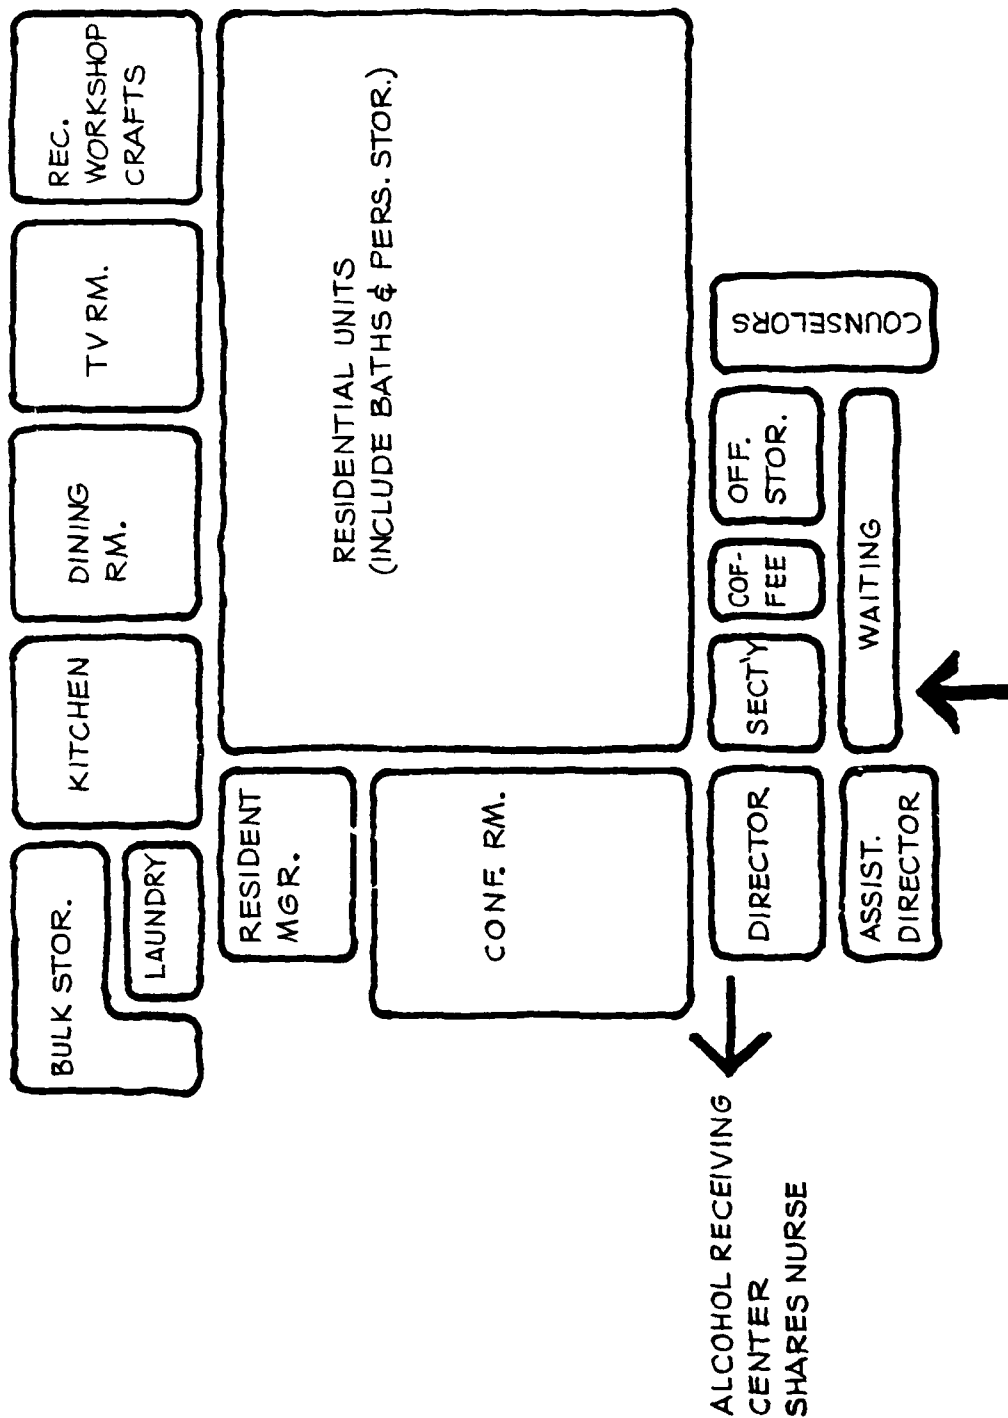 BULK STOR.
LAUNDRY
KITCHEN
DINING
RM.
TV RM.
REC.
WORKSHOP
CRAFTS
RESIDENT
MGR.
RESIDENTIAL UNITS
(INCLUDE BATHS & PERS. STOR.)
CONF. RM.
ALCOHOL RECEIVING
CENTER
SHARES NURSE
DIRECTOR
SECT'Y
COF-
FEE
OFF.
STOR.
COUNSELORS
ASSIST.
DIRECTOR
WAITING